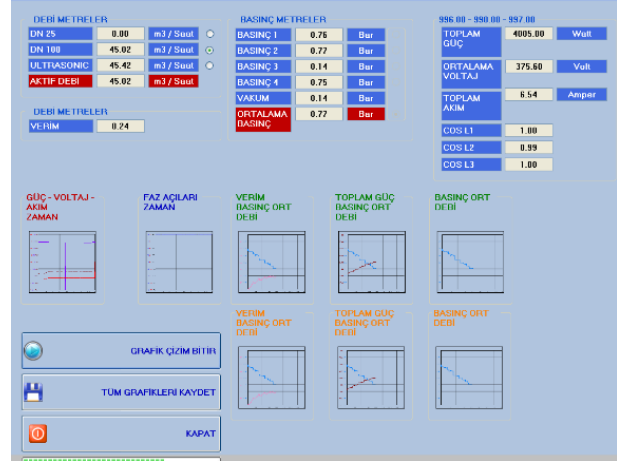 DEBİ METRELER
DN 25 0.00 m3 / Saat
DN 100 45.02 m3 / Saat
ULTRASONIC 45.42 m3 / Saat
AKTİF DEBİ 45.02 m3 / Saat
DEBİ METRELER
VERİM 0.24
BASINÇ METRELER
BASINÇ 1 0.76 Bar
BASINÇ 2 0.77 Bar
BASINÇ 3 0.14 Bar
BASINÇ 4 0.75 Bar
VAKUM 0.14 Bar
ORTALAMA BASINÇ 0.77 Bar
996.00 - 990.00 - 997.00
TOPLAM GÜÇ 4005.00 Watt
ORTALAMA VOLTAJ 375.60 Volt
TOPLAM AKIM 6.54 Amper
COS L1 1.00
COS L2 0.99
COS L3 1.00
GÜÇ - VOLTAJ -
AKIM
ZAMAN
FAZ AÇILARI
ZAMAN
VERİM
BASINÇ ORT
DEBİ
TOPLAM GÜÇ
BASINÇ ORT
DEBİ
BASINÇ ORT
DEBİ
VERİM
BASINÇ ORT
DEBİ
TOPLAM GÜÇ
BASINÇ ORT
DEBİ
BASINÇ ORT
DEBİ
GRAFİK ÇİZİM BİTİR
TÜM GRAFİKLERİ KAYDET
KAPAT